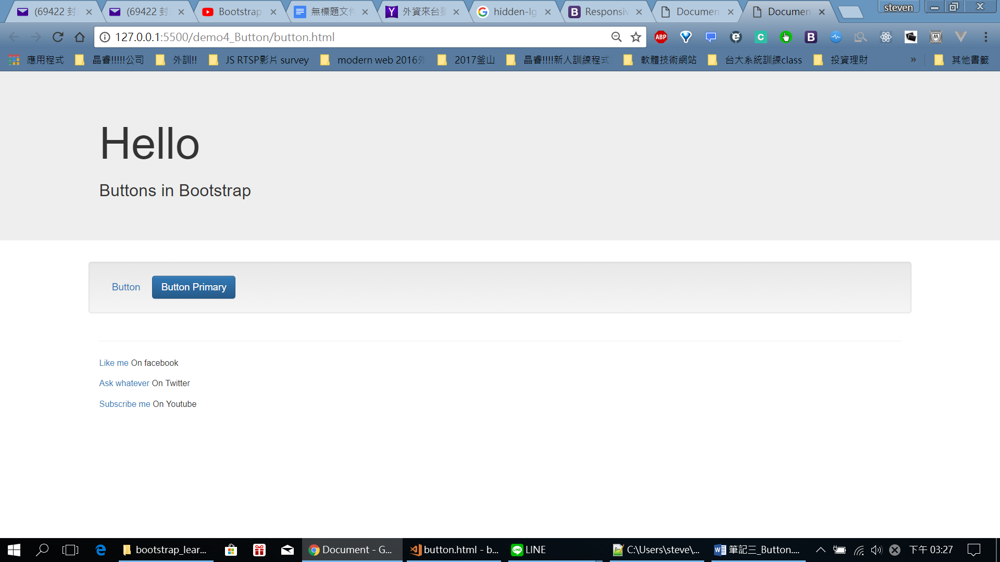 (69422 封
(69422 封
Bootstrap
無標題文件
外資來台
hidden-lg
Responsiv
Documen
Documen
steven
127.0.0.1:5500/demo4_Button/button.html
ABP
應用程式
晶睿!!!!!公司
外訓!!
JS RTSP影片 survey
modern web 2016
2017釜山
晶睿!!!!新人訓練程式
軟體技術網站
台大系統訓練class
投資理財
»
其他書籤
Hello
Buttons in Bootstrap
Button
Button Primary
Like me On facebook
Ask whatever On Twitter
Subscribe me On Youtube
bootstrap_lear...
Document - G...
button.html - b...
LINE
C:\Users\steve\...
筆記三_Button....
下午 03:27